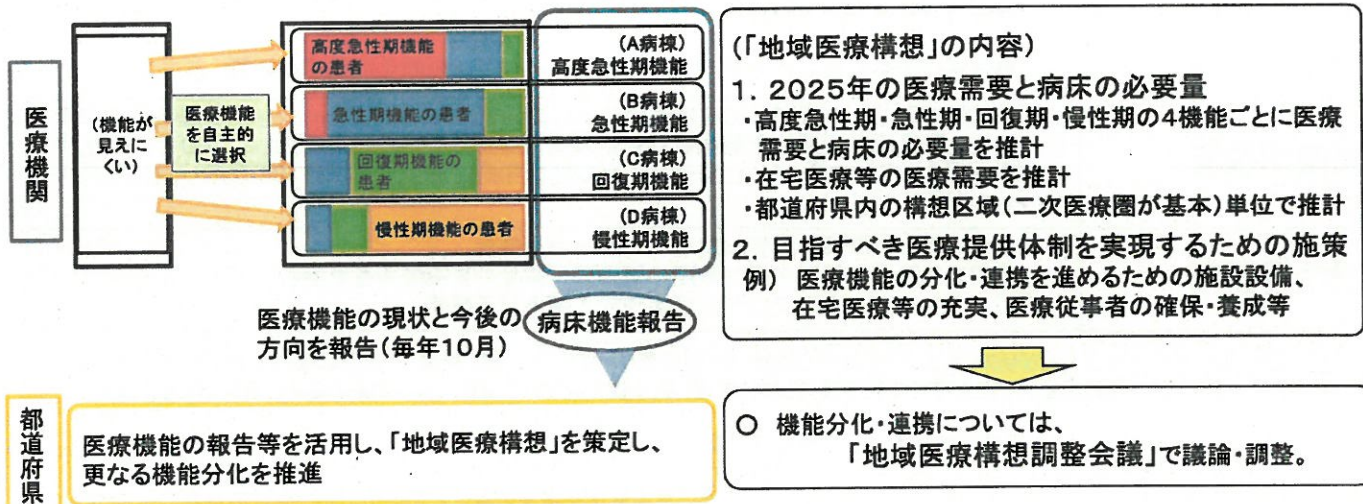 医療機関
(機能が
見えに
くい)
医療機能
を自主的
に選択
高度急性期機能
の患者
急性期機能の患者
回復期機能の
患者
慢性期機能の患者
(A病棟)
高度急性期機能
(B病棟)
急性期機能
(C病棟)
回復期機能
(D病棟)
慢性期機能
医療機能の現状と今後の
方向を報告(毎年10月)
病床機能報告
都道府県
医療機能の報告等を活用し、「地域医療構想」を策定し、
更なる機能分化を推進
(「地域医療構想」の内容)
1. 2025年の医療需要と病床の必要量
・高度急性期・急性期・回復期・慢性期の4機能ごとに医療
需要と病床の必要量を推計
・在宅医療等の医療需要を推計
・都道府県内の構想区域(二次医療圏が基本)単位で推計
2. 目指すべき医療提供体制を実現するための施策
例) 医療機能の分化・連携を進めるための施設設備、
在宅医療等の充実、医療従事者の確保・養成等
○ 機能分化・連携については、
「地域医療構想調整会議」で議論・調整。